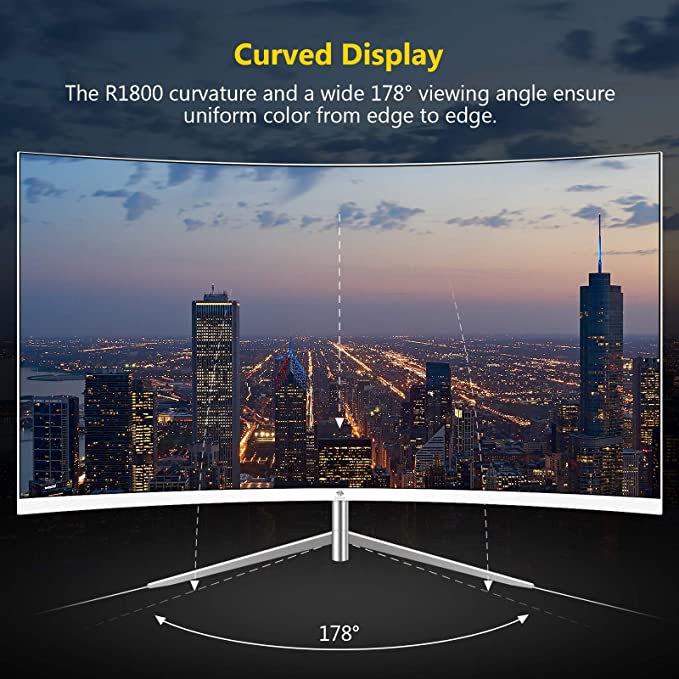 Curved Display
The R1800 curvature and a wide 178° viewing angle ensure
uniform color from edge to edge.
178°